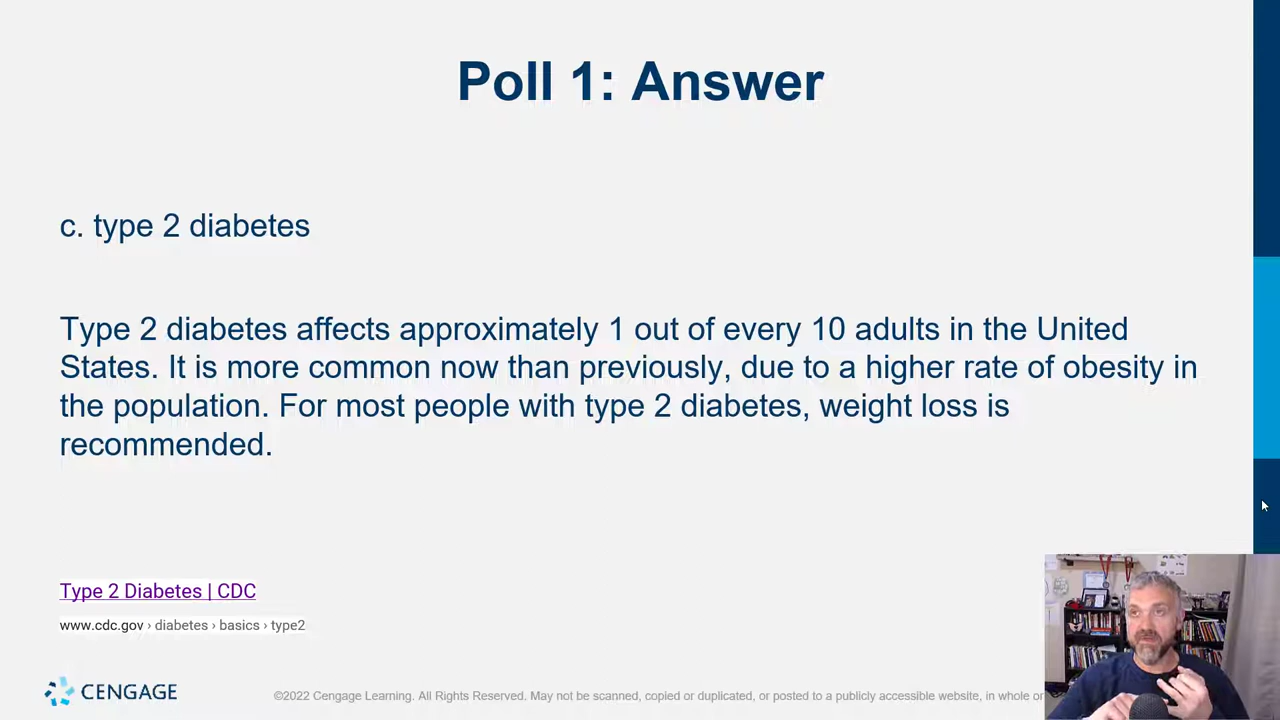 Poll 1: Answer
c. type 2 diabetes
Type 2 diabetes affects approximately 1 out of every 10 adults in the United
States. It is more common now than previously, due to a higher rate of obesity in
the population. For most people with type 2 diabetes, weight loss is
recommended.
Type 2 Diabetes | CDC
www.cdc.gov › diabetes › basics › type2
CENGAGE
©2022 Cengage Learning. All Rights Reserved. May not be scanned, copied or duplicated, or posted to a publicly accessible website, in whole or